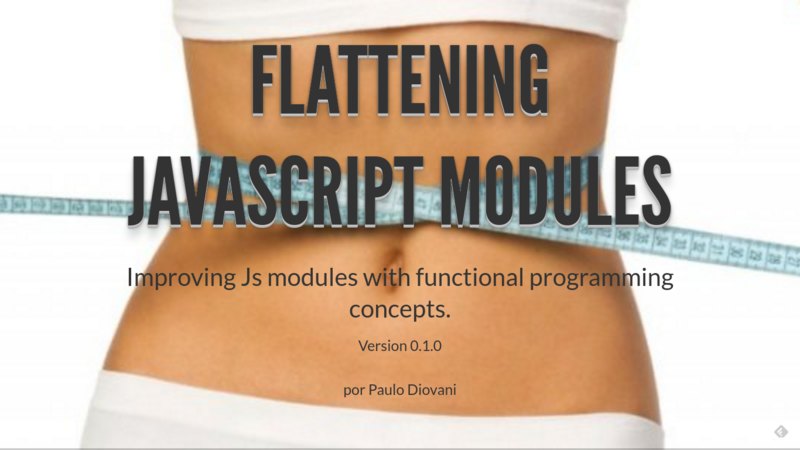 FLATTENING
JAVASCRIPT MODULES
Improving Js modules with functional programming
concepts.
Version 0.1.0
por Paulo Diovani